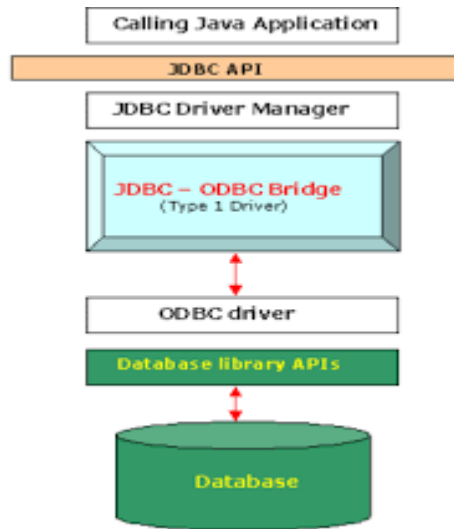 Calling Java Application
JDBC API
JDBC Driver Manager
JDBC – ODBC Bridge
(Type 1 Driver)
ODBC driver
Database library APIs
Database